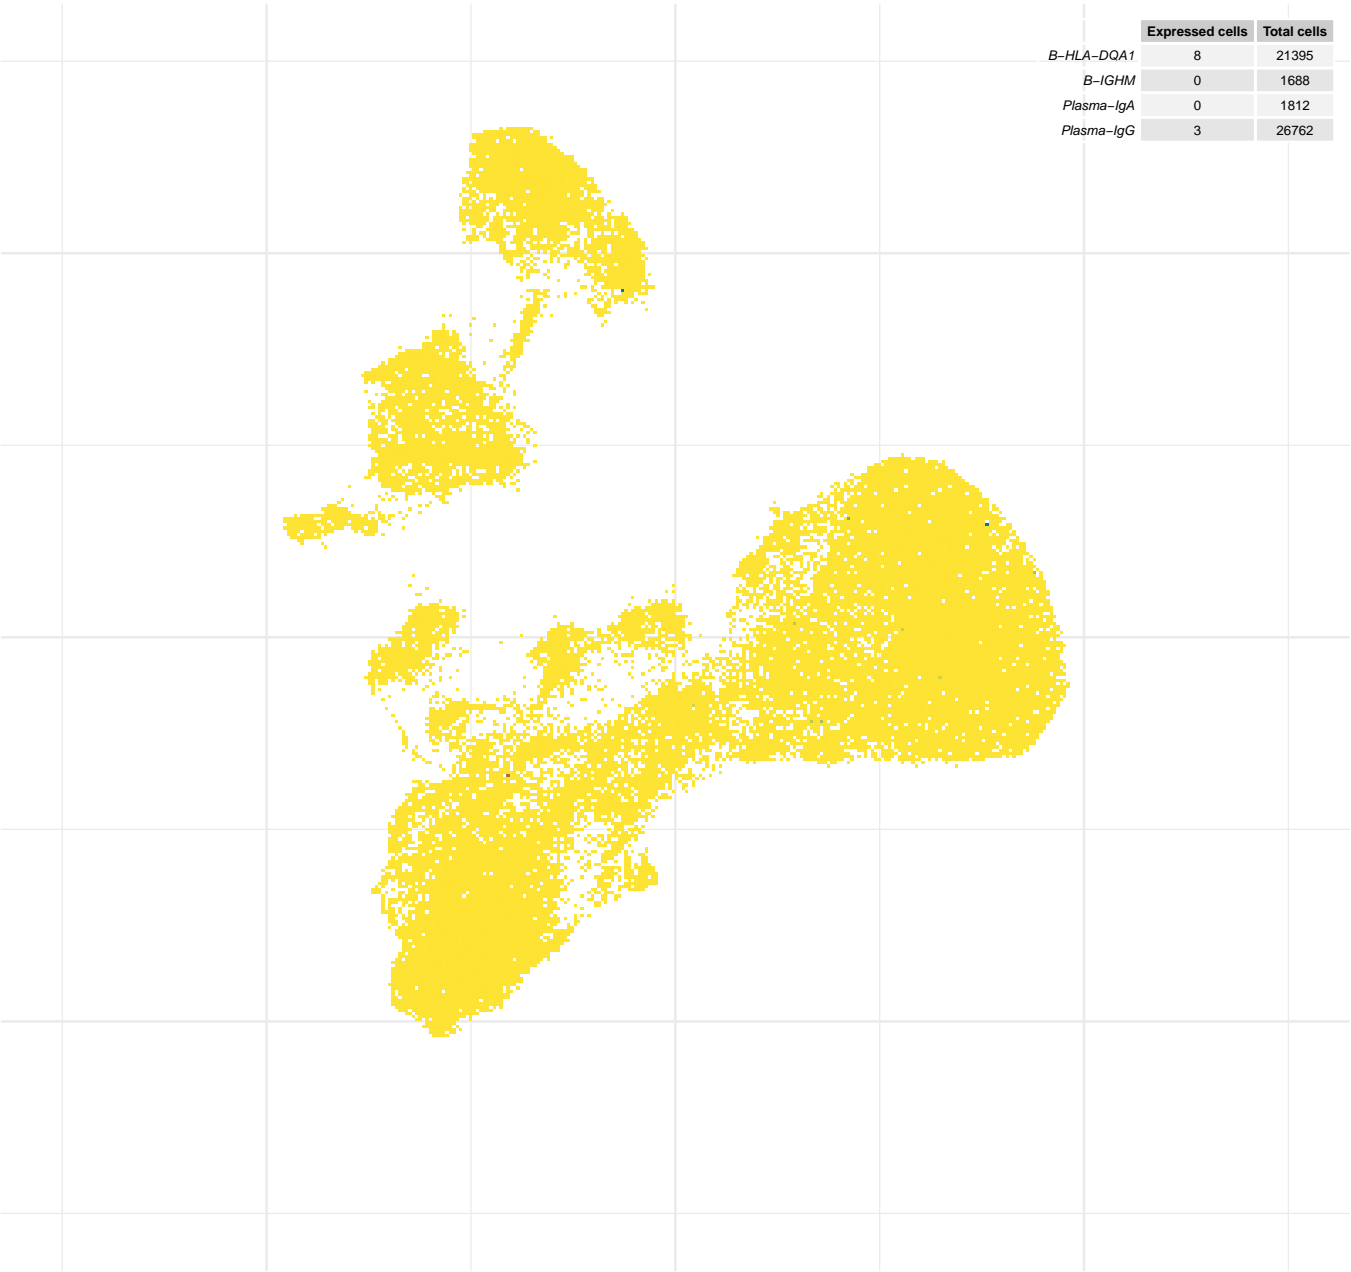 Expressed cells Total cells
B−HLA−DQA1 8 21395
B−IGHM 0 1688
Plasma−IgA 0 1812
Plasma−IgG 3 26762